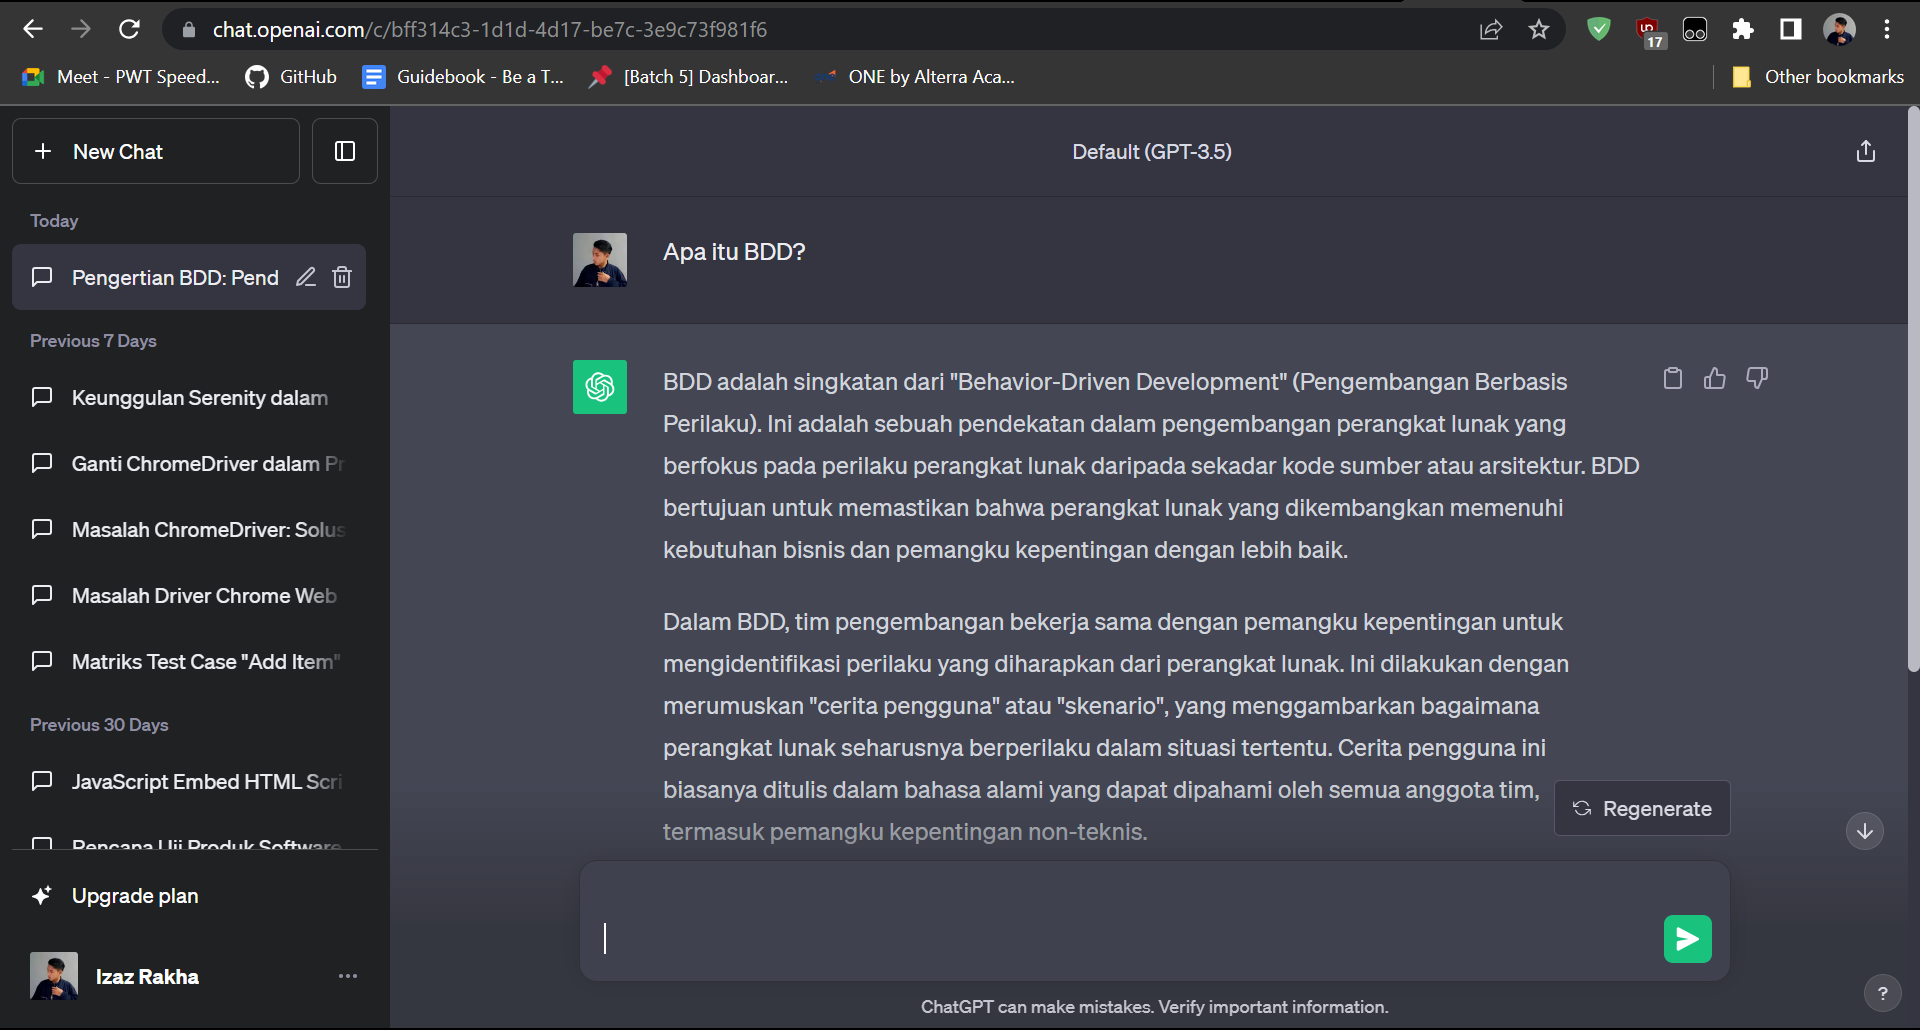 chat.openai.com/c/bff314c3-1d1d-4d17-be7c-3e9c73f981f6
17
Meet - PWT Speed...
GitHub
Guidebook - Be a T...
[Batch 5] Dashboar...
ONE by Alterra Aca...
Other bookmarks
New Chat
Today
Pengertian BDD: Pend
Previous 7 Days
Keunggulan Serenity dalam
Ganti ChromeDriver dalam Pr
Masalah ChromeDriver: Solus
Masalah Driver Chrome Web
Matriks Test Case "Add Item"
Previous 30 Days
JavaScript Embed HTML Scri
Rencana Uji Produk Software
Upgrade plan
Izaz Rakha
Default (GPT-3.5)
Apa itu BDD?
BDD adalah singkatan dari "Behavior-Driven Development" (Pengembangan Berbasis
Perilaku). Ini adalah sebuah pendekatan dalam pengembangan perangkat lunak yang
berfokus pada perilaku perangkat lunak daripada sekadar kode sumber atau arsitektur. BDD
bertujuan untuk memastikan bahwa perangkat lunak yang dikembangkan memenuhi
kebutuhan bisnis dan pemangku kepentingan dengan lebih baik.
Dalam BDD, tim pengembangan bekerja sama dengan pemangku kepentingan untuk
mengidentifikasi perilaku yang diharapkan dari perangkat lunak. Ini dilakukan dengan
merumuskan "cerita pengguna" atau "skenario", yang menggambarkan bagaimana
perangkat lunak seharusnya berperilaku dalam situasi tertentu. Cerita pengguna ini
biasanya ditulis dalam bahasa alami yang dapat dipahami oleh semua anggota tim,
termasuk pemangku kepentingan non-teknis.
Regenerate
ChatGPT can make mistakes. Verify important information.
?